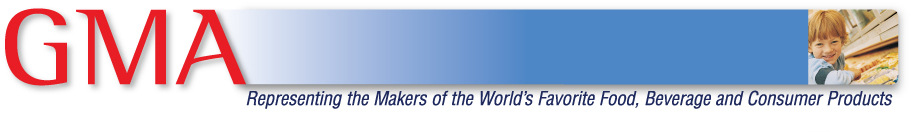 GMA
Representing the Makers of the World's Favorite Food, Beverage and Consumer Products